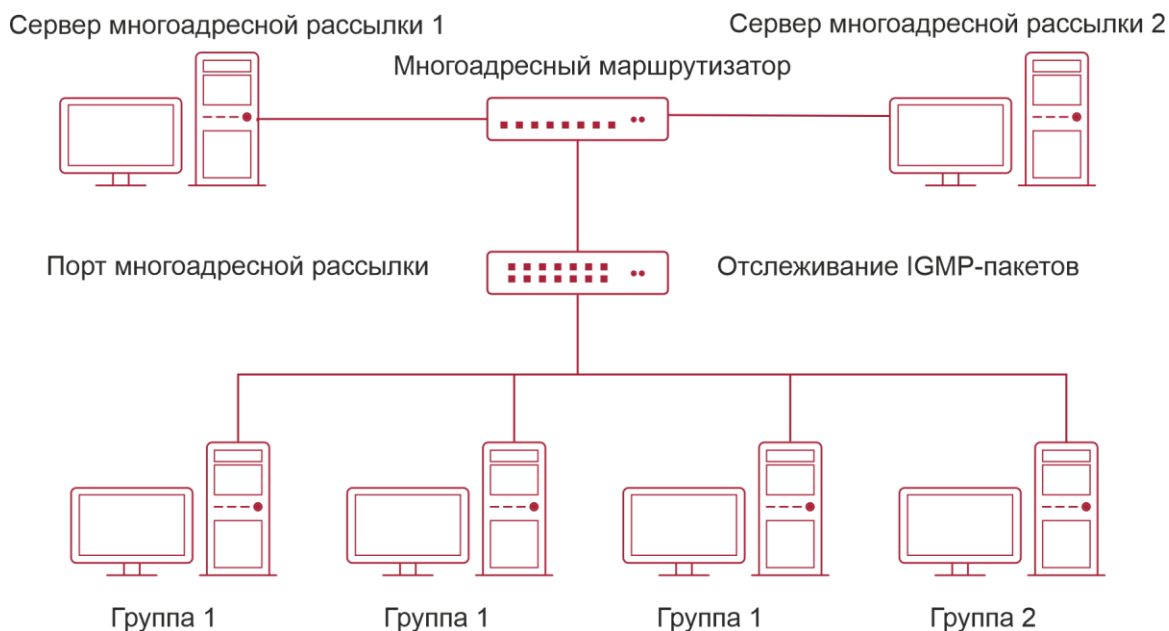 Сервер многоадресной рассылки 1
Сервер многоадресной рассылки 2
Многоадресный маршрутизатор
Порт многоадресной рассылки
Отслеживание IGMP-пакетов
Группа 1
Группа 1
Группа 1
Группа 2